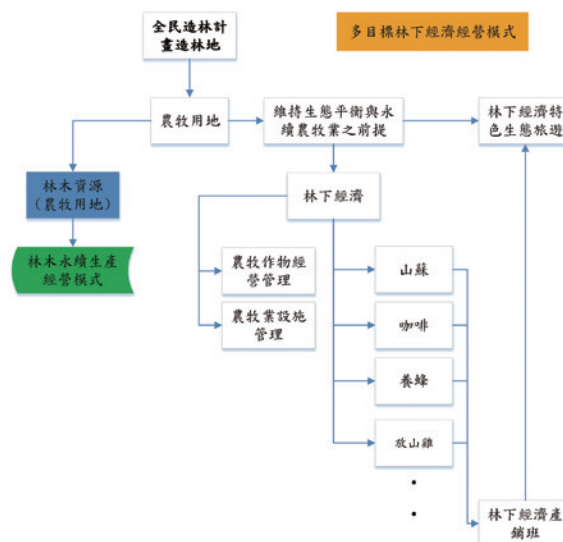 全民造林計
畫造林地
多目標林下經濟經營模式
農牧用地
維持生態平衡與永
續農牧業之前提
林下經濟特
色生態旅遊
林木資源
（農牧用地）
林下經濟
林木永續生產
經營模式
農牧作物經
營管理
山蘇
農牧業設施
管理
咖啡
養蜂
放山雞
林下經濟產
銷班